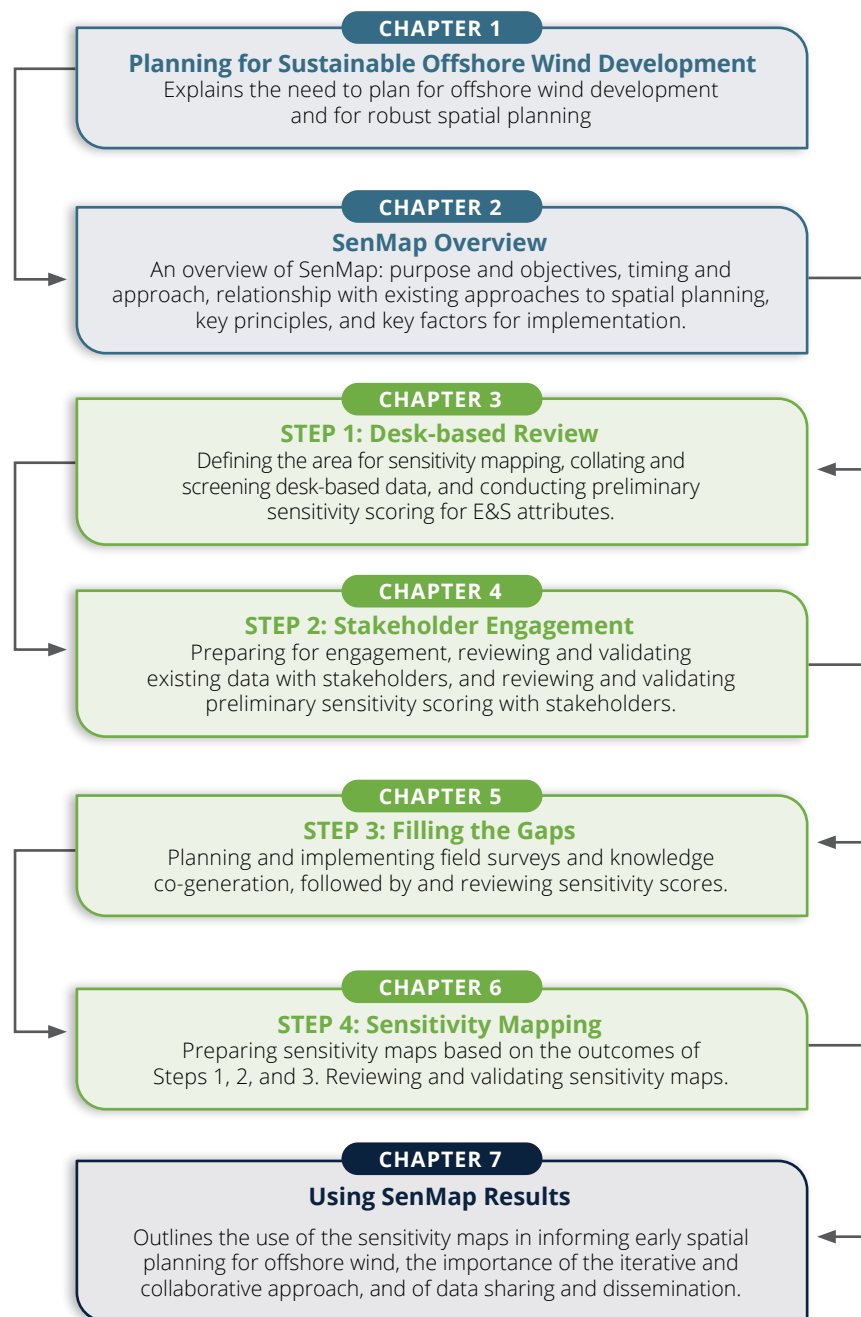 CHAPTER 1
Planning for Sustainable Offshore Wind Development
Explains the need to plan for offshore wind development
and for robust spatial planning
CHAPTER 2
SenMap Overview
An overview of SenMap: purpose and objectives, timing and
approach, relationship with existing approaches to spatial planning,
key principles, and key factors for implementation.
CHAPTER 3
STEP 1: Desk-based Review
Defining the area for sensitivity mapping, collating and
screening desk-based data, and conducting preliminary
sensitivity scoring for E&S attributes.
CHAPTER 4
STEP 2: Stakeholder Engagement
Preparing for engagement, reviewing and validating
existing data with stakeholders, and reviewing and validating
preliminary sensitivity scoring with stakeholders.
CHAPTER 5
STEP 3: Filling the Gaps
Planning and implementing field surveys and knowledge
co-generation, followed by and reviewing sensitivity scores.
CHAPTER 6
STEP 4: Sensitivity Mapping
Preparing sensitivity maps based on the outcomes of
Steps 1, 2, and 3. Reviewing and validating sensitivity maps.
CHAPTER 7
Using SenMap Results
Outlines the use of the sensitivity maps in informing early spatial
planning for offshore wind, the importance of the iterative and
collaborative approach, and of data sharing and dissemination.